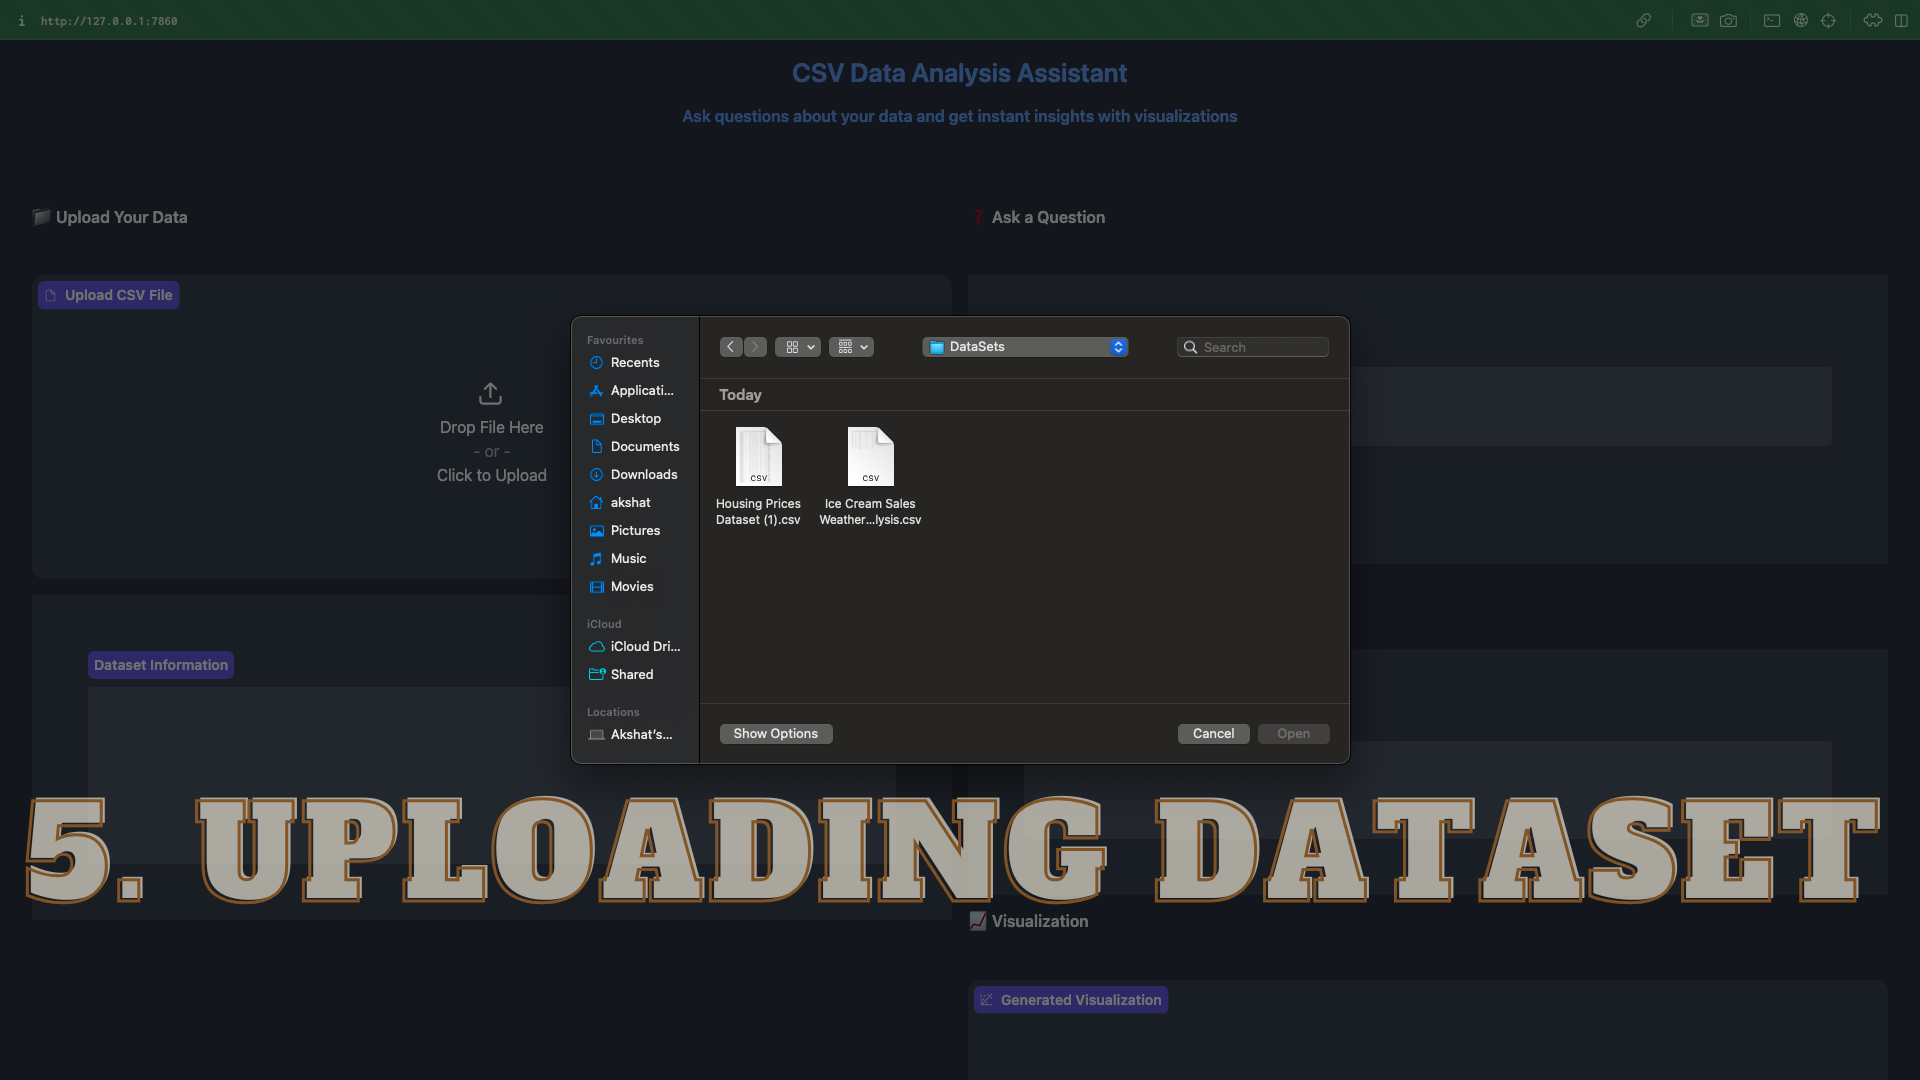 http://127.0.0.1:7860
CSV Data Analysis Assistant
Ask questions about your data and get instant insights with visualizations
Upload Your Data
❓ Ask a Question
Upload CSV File
Drop File Here
- or -
Click to Upload
Dataset Information
Favourites
Recents
Applicati...
Desktop
Documents
Downloads
akshat
Pictures
Music
Movies
iCloud
iCloud Dri...
Shared
Locations
Akshat's...
DataSets
Search
Today
CSV
Housing Prices
Dataset (1).csv
CSV
Ice Cream Sales
Weather...lysis.csv
Show Options
Cancel
Open
5. UPLOADING DATASET
Visualization
Generated Visualization